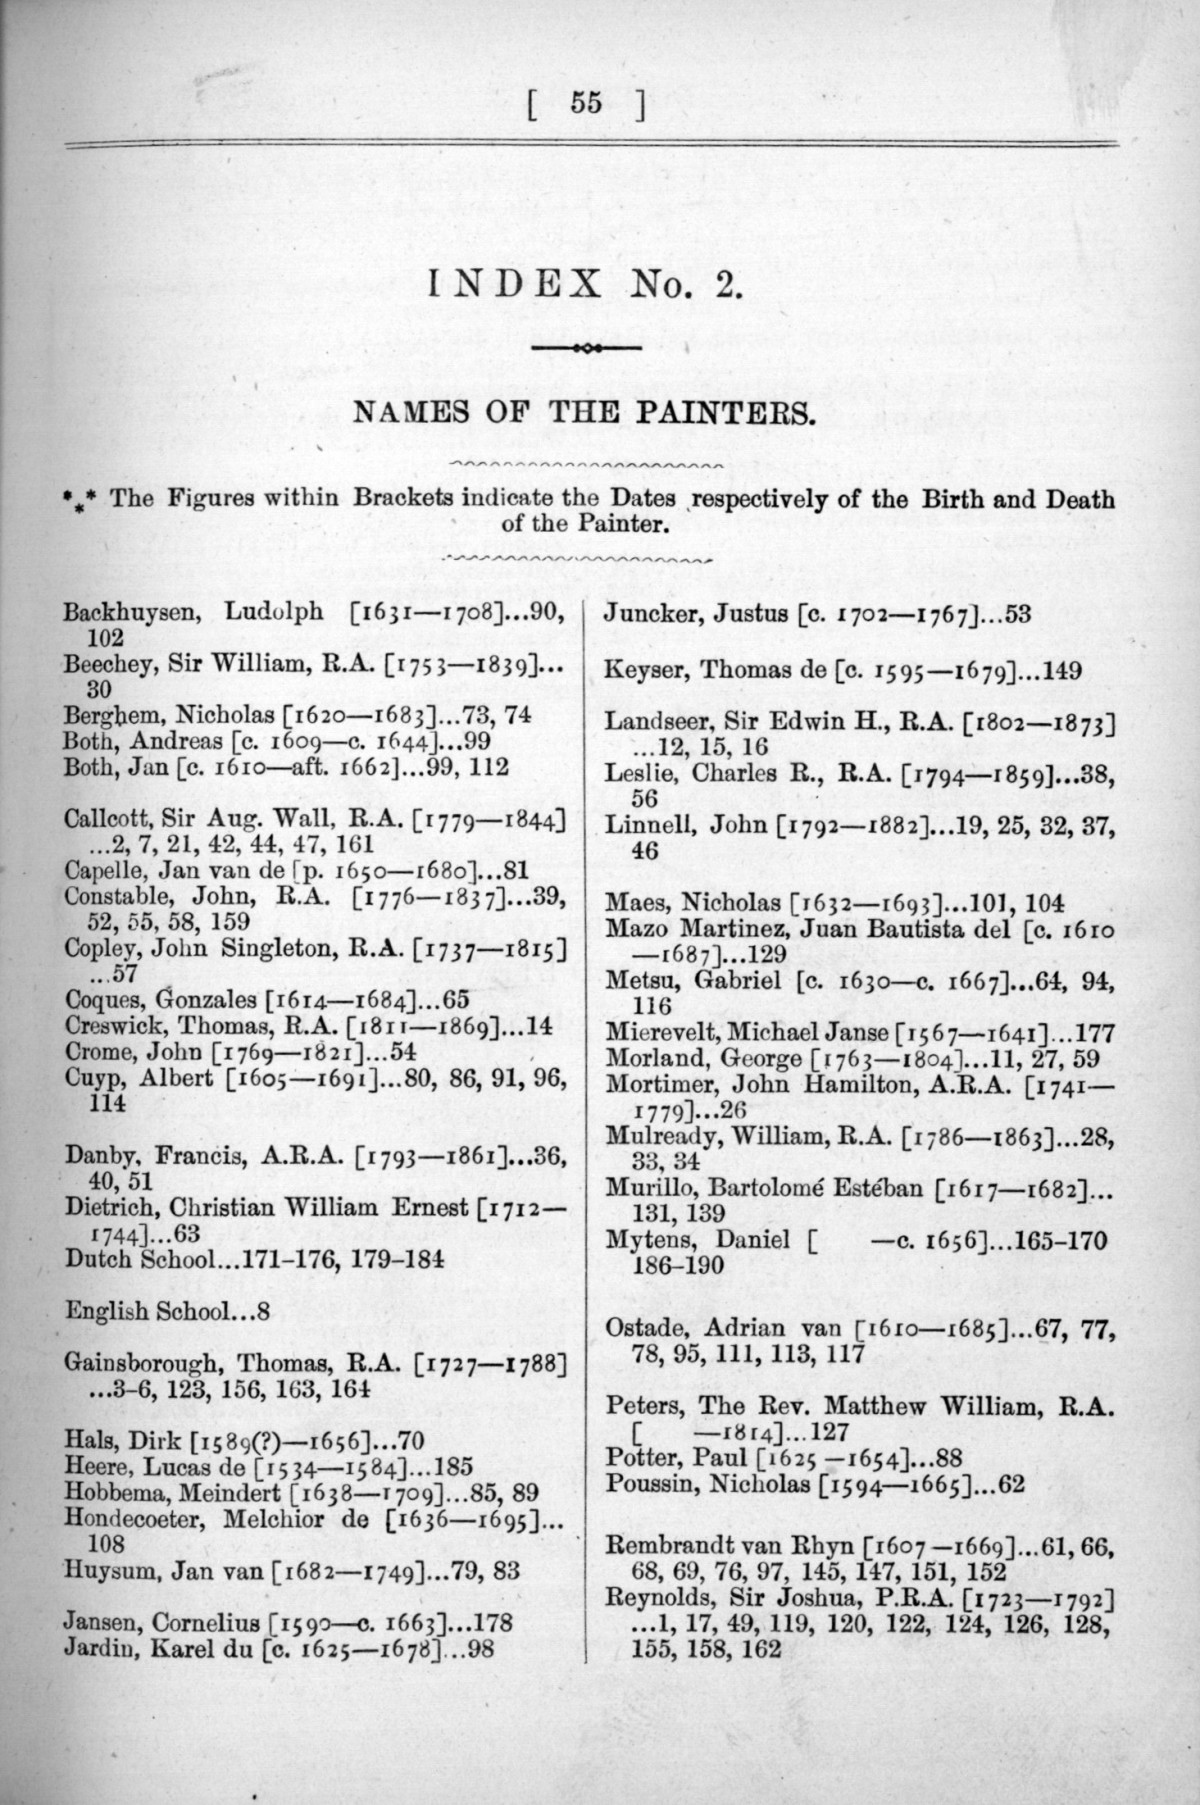 [ 55 ]
INDEX No. 2.
NAMES OF THE PAINTERS.
*** The Figures within Brackets indicate the Dates respectively of the Birth and Death
of the Painter.
Backhuysen, Ludolph [1631—1708]...90,
102
Beechey, Sir William, R.A. [1753—1839]...
30
Berghem, Nicholas [1620—1683]...73, 74
Both, Andreas [c. 1609—c. 1644]...99
Both, Jan [c. 1610—aft. 1662]...99, 112
Callcott, Sir Aug. Wall, R.A. [1779—1844]
...2, 7, 21, 42, 44, 47, 161
Capelle, Jan van de [p. 1650—1680]...81
Constable, John, R.A. [1776—1837]...39,
52, 55, 58, 159
Copley, John Singleton, R.A. [1737—1815]
...57
Coques, Gonzales [1614—1684]...65
Creswick, Thomas, R.A. [1811—1869]...14
Crome, John [1769—1821]...54
Cuyp, Albert [1605—1691]...80, 86, 91, 96,
114
Danby, Francis, A.R.A. [1793—1861]...36,
40, 51
Dietrich, Christian William Ernest [1712—
1744]...63
Dutch School...171–176, 179–184
English School...8
Gainsborough, Thomas, R.A. [1727—1788]
...3–6, 123, 156, 163, 164
Hals, Dirk [1589(?)—1656]...70
Heere, Lucas de [1534—1584]...185
Hobbema, Meindert [1638—1709]...85, 89
Hondecoeter, Melchior de [1636—1695]...
108
Huysum, Jan van [1682—1749]...79, 83
Jansen, Cornelius [1590—c. 1663]...178
Jardin, Karel du [c. 1625—1678]...98
Juncker, Justus [c. 1702—1767]...53
Keyser, Thomas de [c. 1595—1679]...149
Landseer, Sir Edwin H., R.A. [1802—1873]
...12, 15, 16
Leslie, Charles R., R.A. [1794—1859]...38,
56
Linnell, John [1792—1882]...19, 25, 32, 37,
46
Maes, Nicholas [1632—1693]...101, 104
Mazo Martinez, Juan Bautista del [c. 1610
—1687]...129
Metsu, Gabriel [c. 1630—c. 1667]...64, 94,
116
Mierevelt, Michael Janse [1567—1641]...177
Morland, George [1763—1804]...11, 27, 59
Mortimer, John Hamilton, A.R.A. [1741—
1779]...26
Mulready, William, R.A. [1786—1863]...28,
33, 34
Murillo, Bartolomé Estéban [1617—1682]...
131, 139
Mytens, Daniel [ —c. 1656]...165–170
186–190
Ostade, Adrian van [1610—1685]...67, 77,
78, 95, 111, 113, 117
Peters, The Rev. Matthew William, R.A.
[ —1814]...127
Potter, Paul [1625—1654]...88
Poussin, Nicholas [1594—1665]...62
Rembrandt van Rhyn [1607—1669]...61, 66,
68, 69, 76, 97, 145, 147, 151, 152
Reynolds, Sir Joshua, P.R.A. [1723—1792]
...1, 17, 49, 119, 120, 122, 124, 126, 128,
155, 158, 162